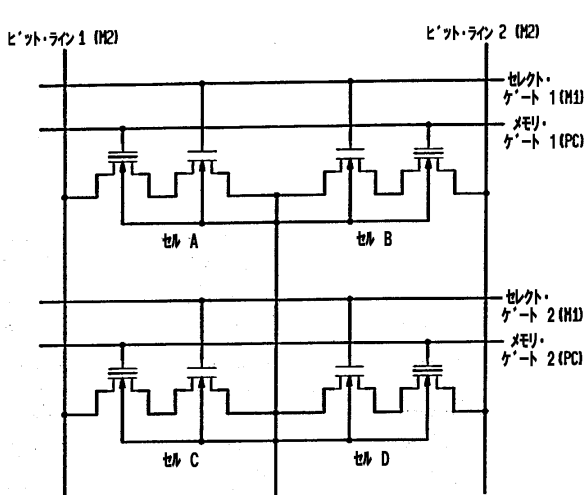 ビット・ライン 1 (M2)
ビット・ライン 2 (M2)
セレクト・
ゲート 1(M1)
メモリ・
ゲート 1(PC)
セル A
セル B
セレクト・
ゲート 2(M1)
メモリ・
ゲート 2(PC)
セル C
セル D